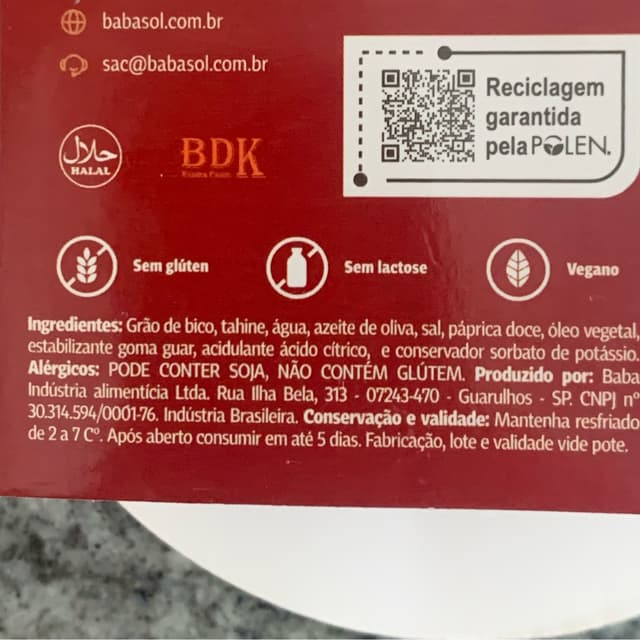 babasol.com.br
sac@babasol.com.br
Reciclagem
garantida
pela POLEN.
حلال
HALAL
BDK
Sem glúten
Sem lactose
Vegano
Ingredientes: Grão de bico, tahine, água, azeite de oliva, sal, páprica doce, óleo vegetal,
estabilizante goma guar, acidulante ácido cítrico, e conservador sorbato de potássio.
Alérgicos: PODE CONTER SOJA, NÃO CONTÉM GLÚTEM. Produzido por: Baba
Indústria alimentícia Ltda. Rua Ilha Bela, 313 - 07243-470 - Guarulhos - SP. CNPJ nº
30.314.594/0001-76. Indústria Brasileira. Conservação e validade: Mantenha resfriado
de 2 a 7 Cº. Após aberto consumir em até 5 dias. Fabricação, lote e validade vide pote.